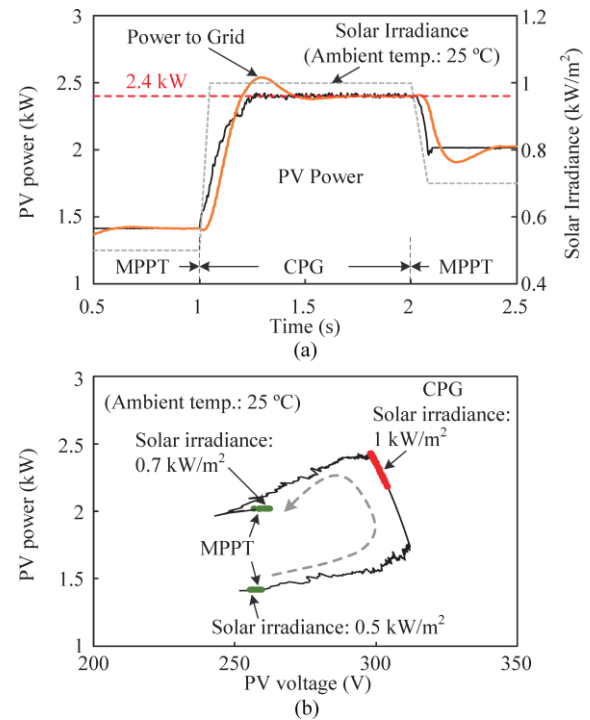 3
2.5
2
1.5
1
PV power (kW)
1.2
1
0.8
0.6
0.4
Solar Irradiance (kW/m²)
Power to Grid
Solar Irradiance
(Ambient temp.: 25 ºC)
2.4 kW
PV Power
MPPT
CPG
MPPT
0.5
1
1.5
2
2.5
Time (s)
(a)
3
2.5
2
1.5
1
PV power (kW)
(Ambient temp.: 25 ºC)
CPG
Solar irradiance:
1 kW/m²
Solar irradiance:
0.7 kW/m²
MPPT
Solar irradiance: 0.5 kW/m²
200
250
300
350
PV voltage (V)
(b)